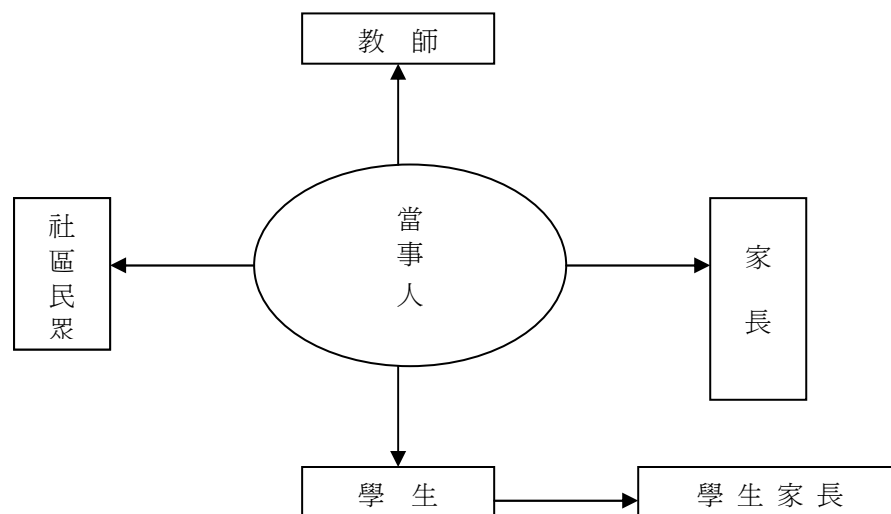 教 師
當事人
社區民眾
家長
學 生
學 生 家 長